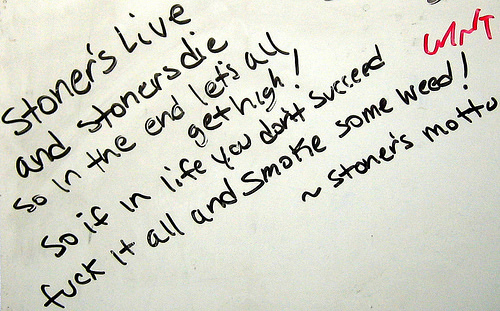 Stoner's Live
and stoners die
so in the end let's all
get high!
So if in life you don't succeed
fuck it all and smoke some weed!
~ stoner's motto